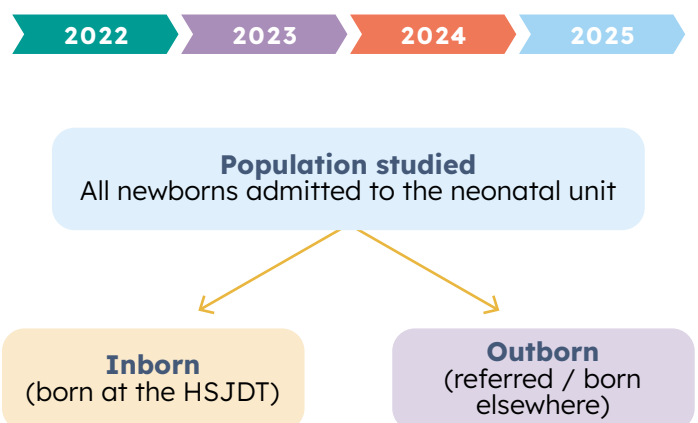 2022 2023 2024 2025
Population studied
All newborns admitted to the neonatal unit
Inborn
(born at the HSJDT)
Outborn
(referred / born
elsewhere)